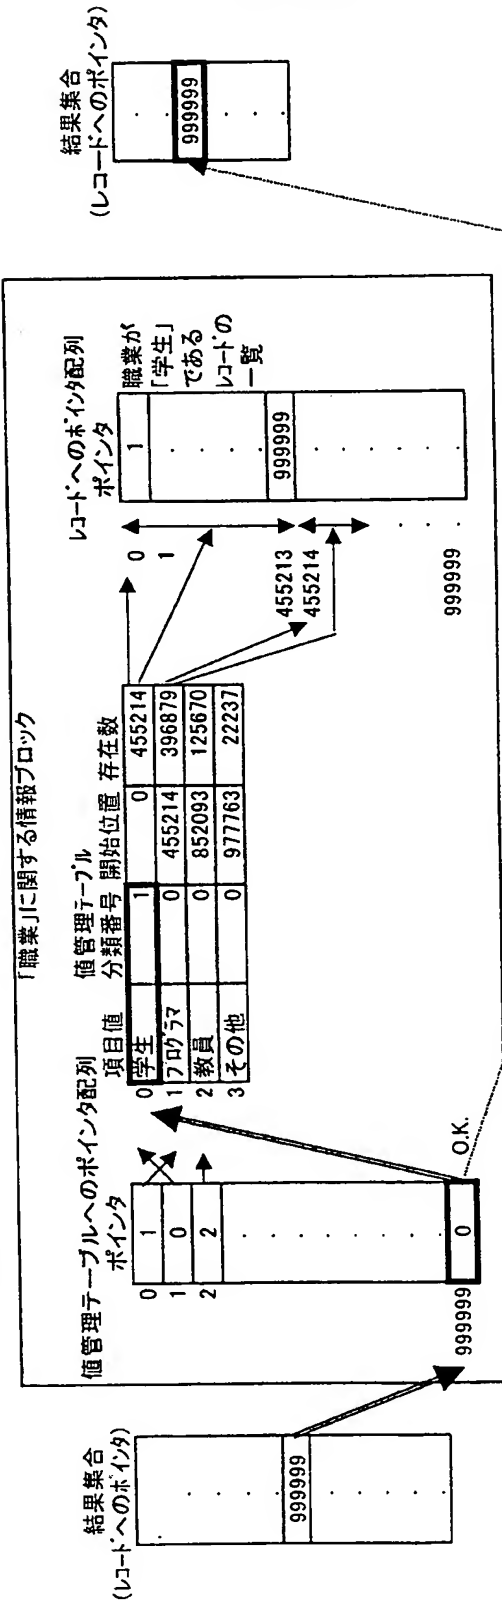 「職業」に関する情報ブロック
結果集合
(レコードへのポインタ)
999999
値管理テーブルへのポインタ配列
ポインタ
0 1
1 0
2 2
999999 0
O.K.
値管理テーブル
項目値 分類番号 開始位置 存在数
0 学生 1 0 455214
1 プログラマ 0 455214 396879
2 教員 0 852093 125670
3 その他 0 977763 22237
レコードへのポインタ配列
ポインタ
0 1
1
455213 999999
455214
999999
職業が
「学生」
である
レコードの
一覧
結果集合
(レコードへのポインタ)
999999